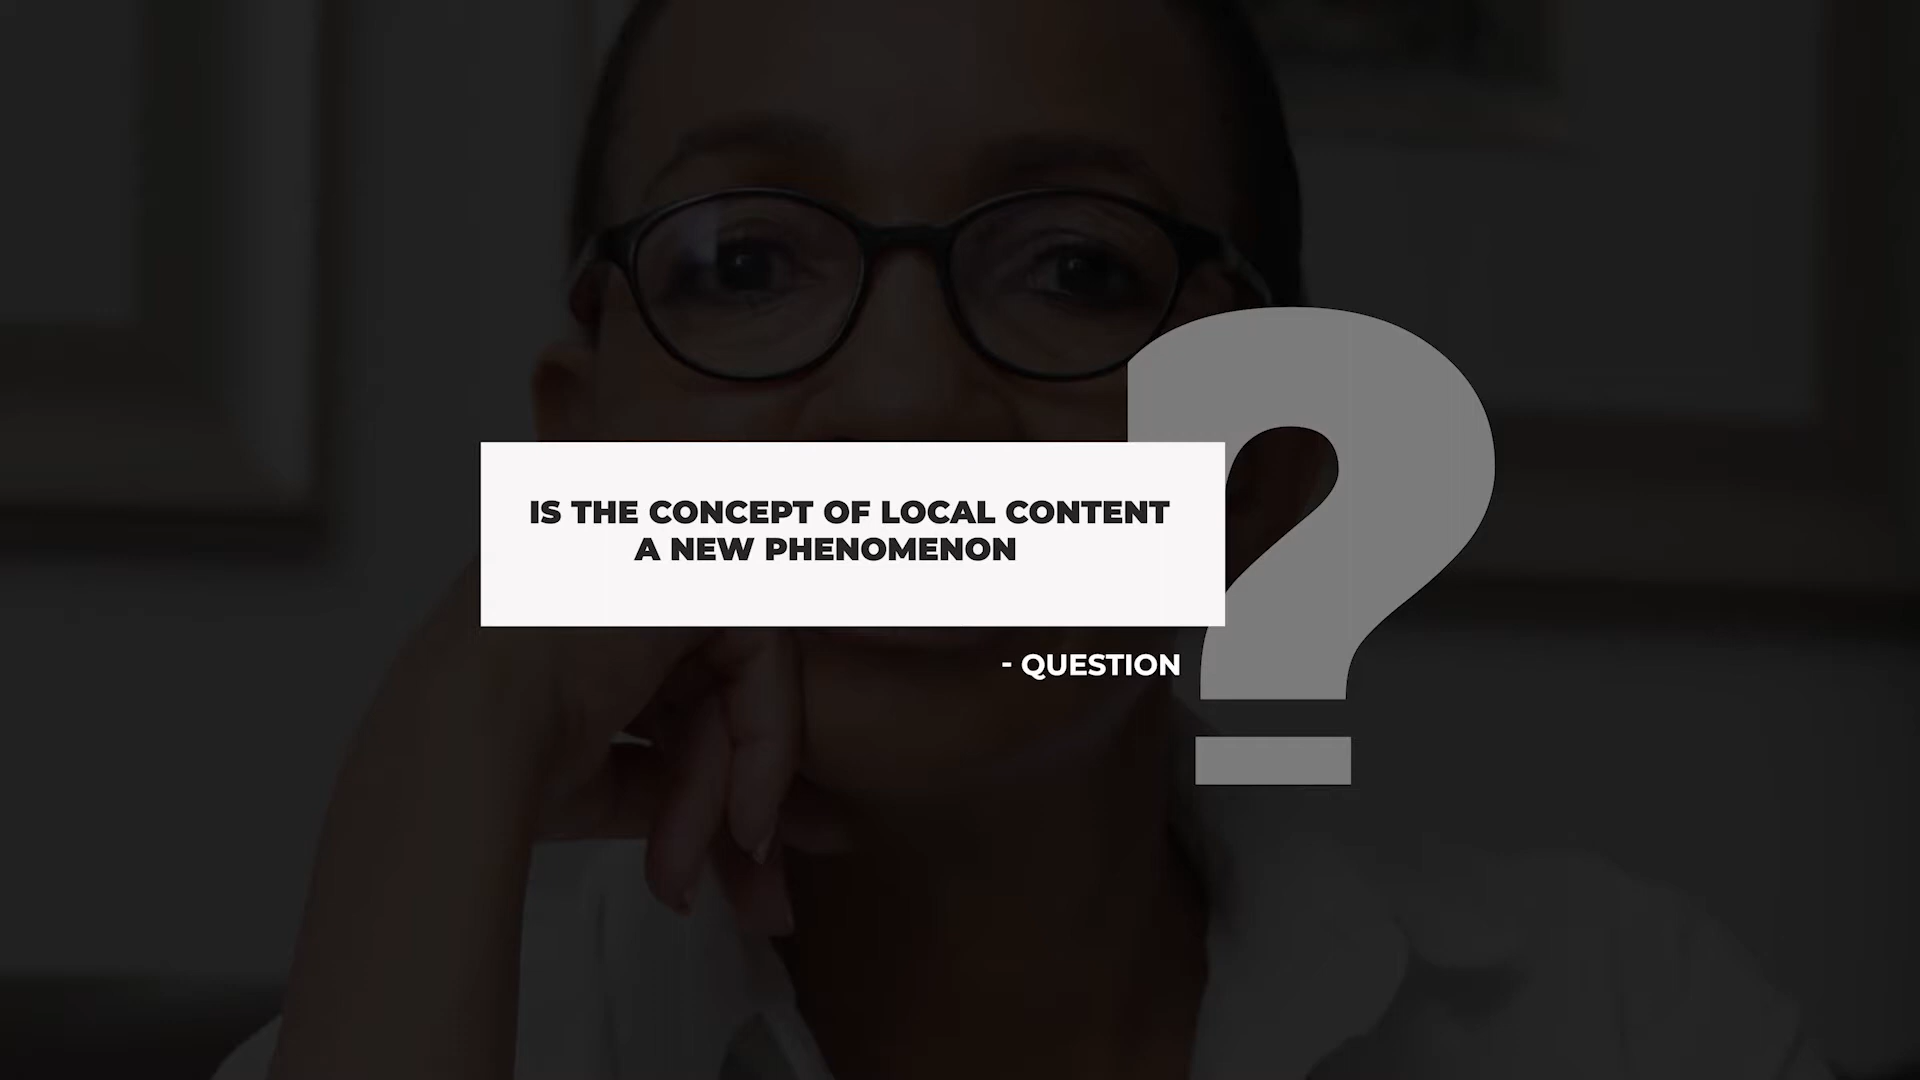 IS THE CONCEPT OF LOCAL CONTENT
A NEW PHENOMENON
?
- QUESTION